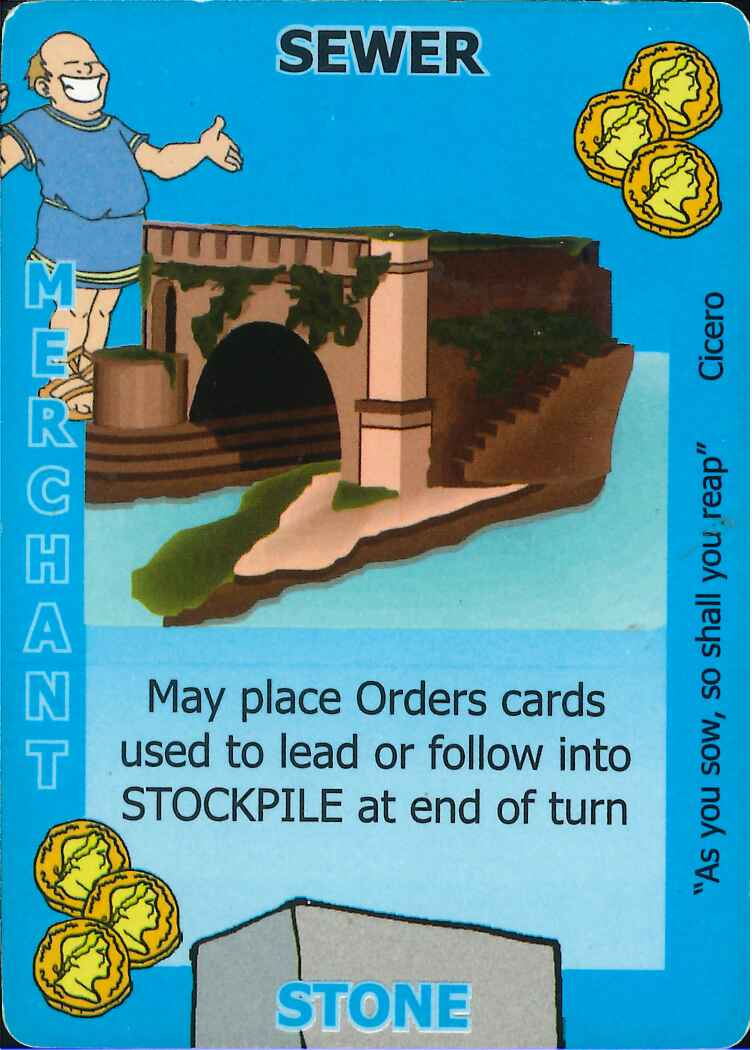 SEWER
MERCHANT
"As you sow, so shall you reap" Cicero
May place Orders cards
used to lead or follow into
STOCKPILE at end of turn
STONE